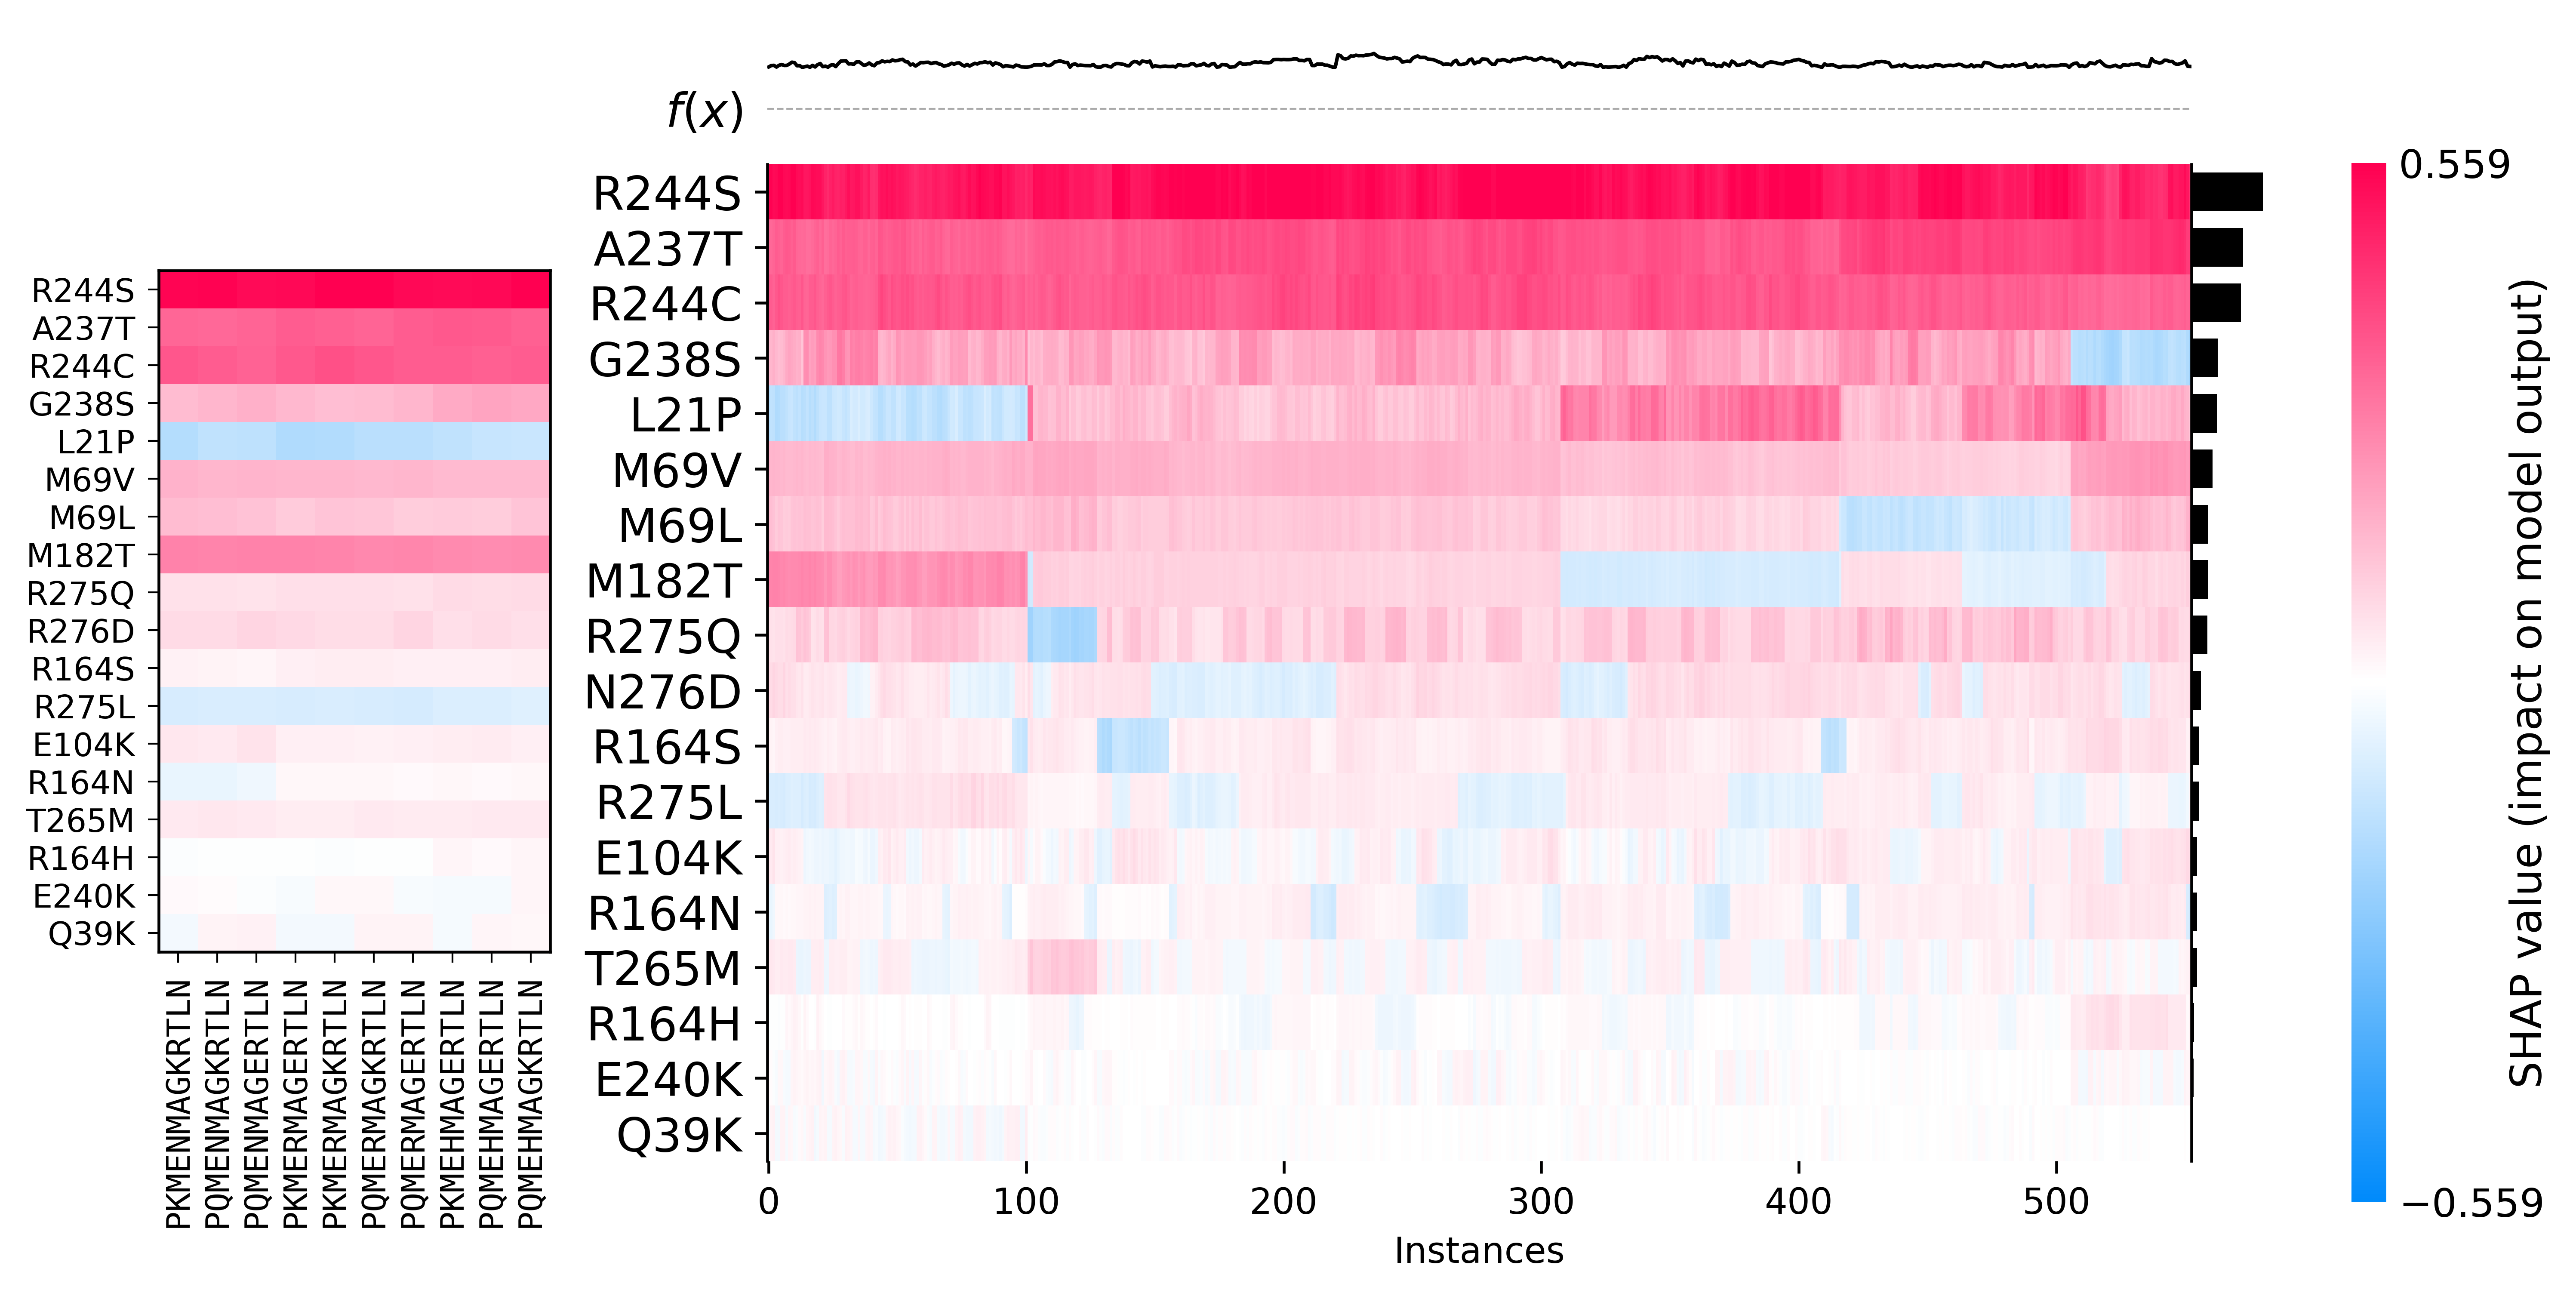 R244S
A237T
R244C
G238S
L21P
M69V
M69L
M182T
R275Q
R276D
R164S
R275L
E104K
R164N
T265M
R164H
E240K
Q39K
PKMENMAGKRTLN
PQMENMAGKRTLN
PQMENMAGERTLN
PKMERMAGERTLN
PKMERMAGKRTLN
PQMERMAGKRTLN
PQMERMAGERTLN
PKMEHMAGERTLN
PQMEHMAGERTLN
PQMEHMAGKRTLN
f(x)
R244S
A237T
R244C
G238S
L21P
M69V
M69L
M182T
R275Q
N276D
R164S
R275L
E104K
R164N
T265M
R164H
E240K
Q39K
0 100 200 300 400 500
Instances
0.559
−0.559
SHAP value (impact on model output)